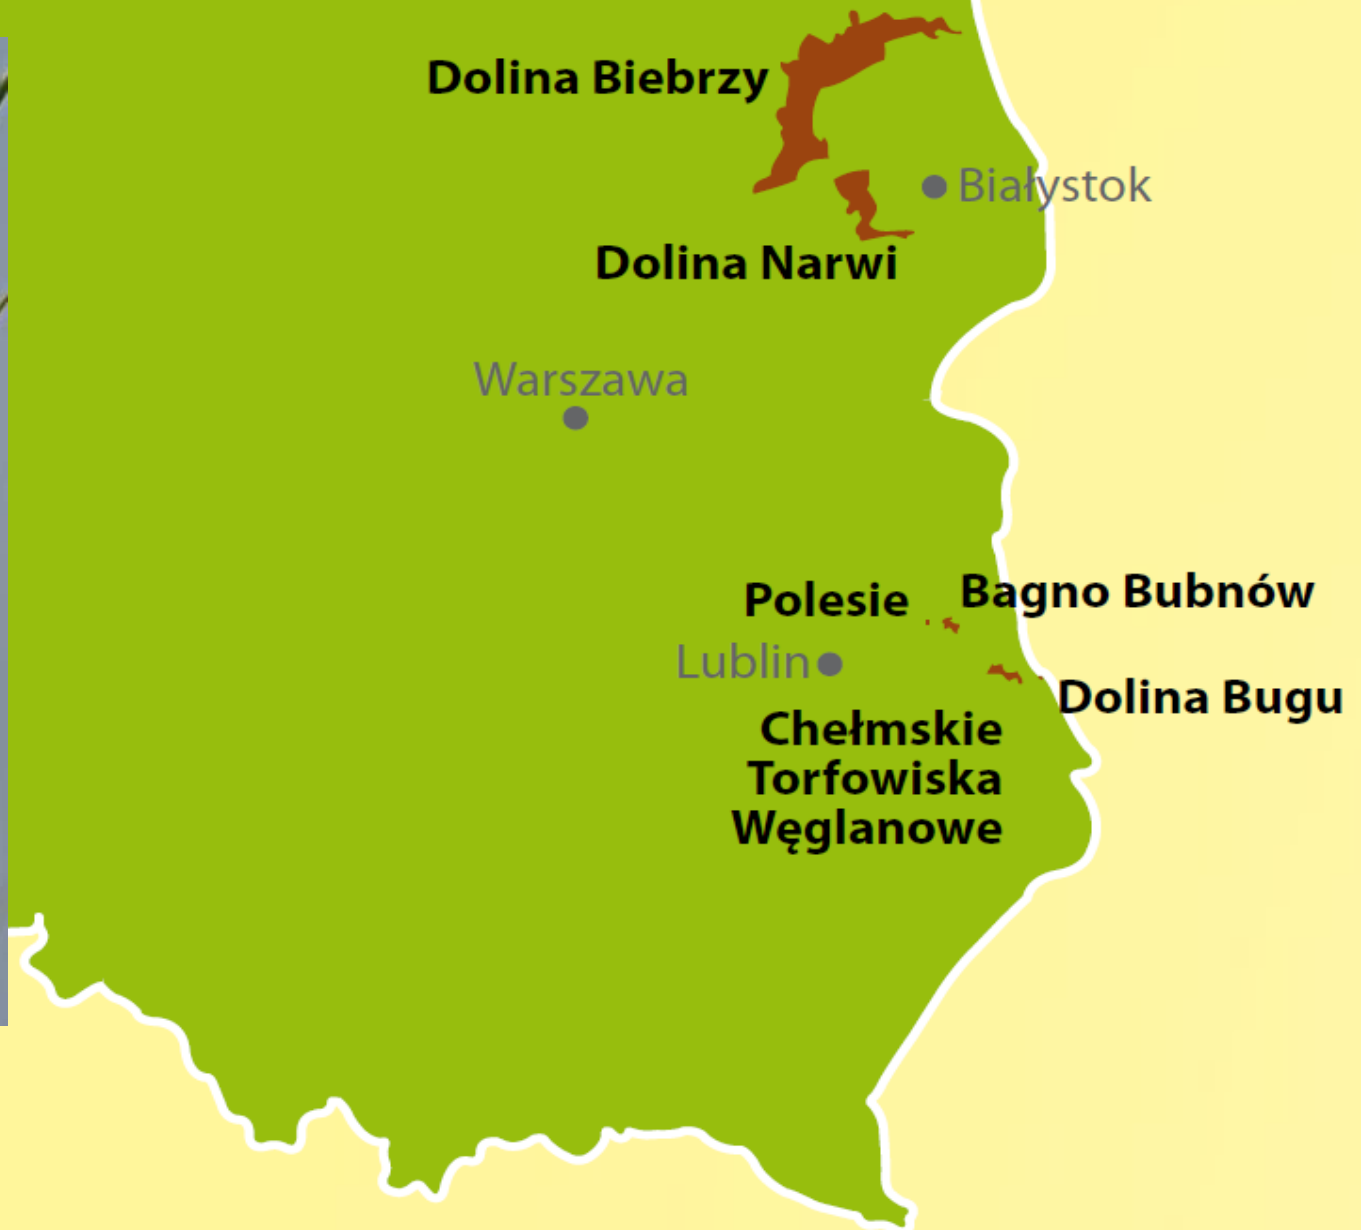 Dolina Biebrzy
Białystok
Dolina Narwi
Warszawa
Polesie
Bagno Bubnów
Lublin
Dolina Bugu
Chełmskie
Torfowiska
Węglanowe